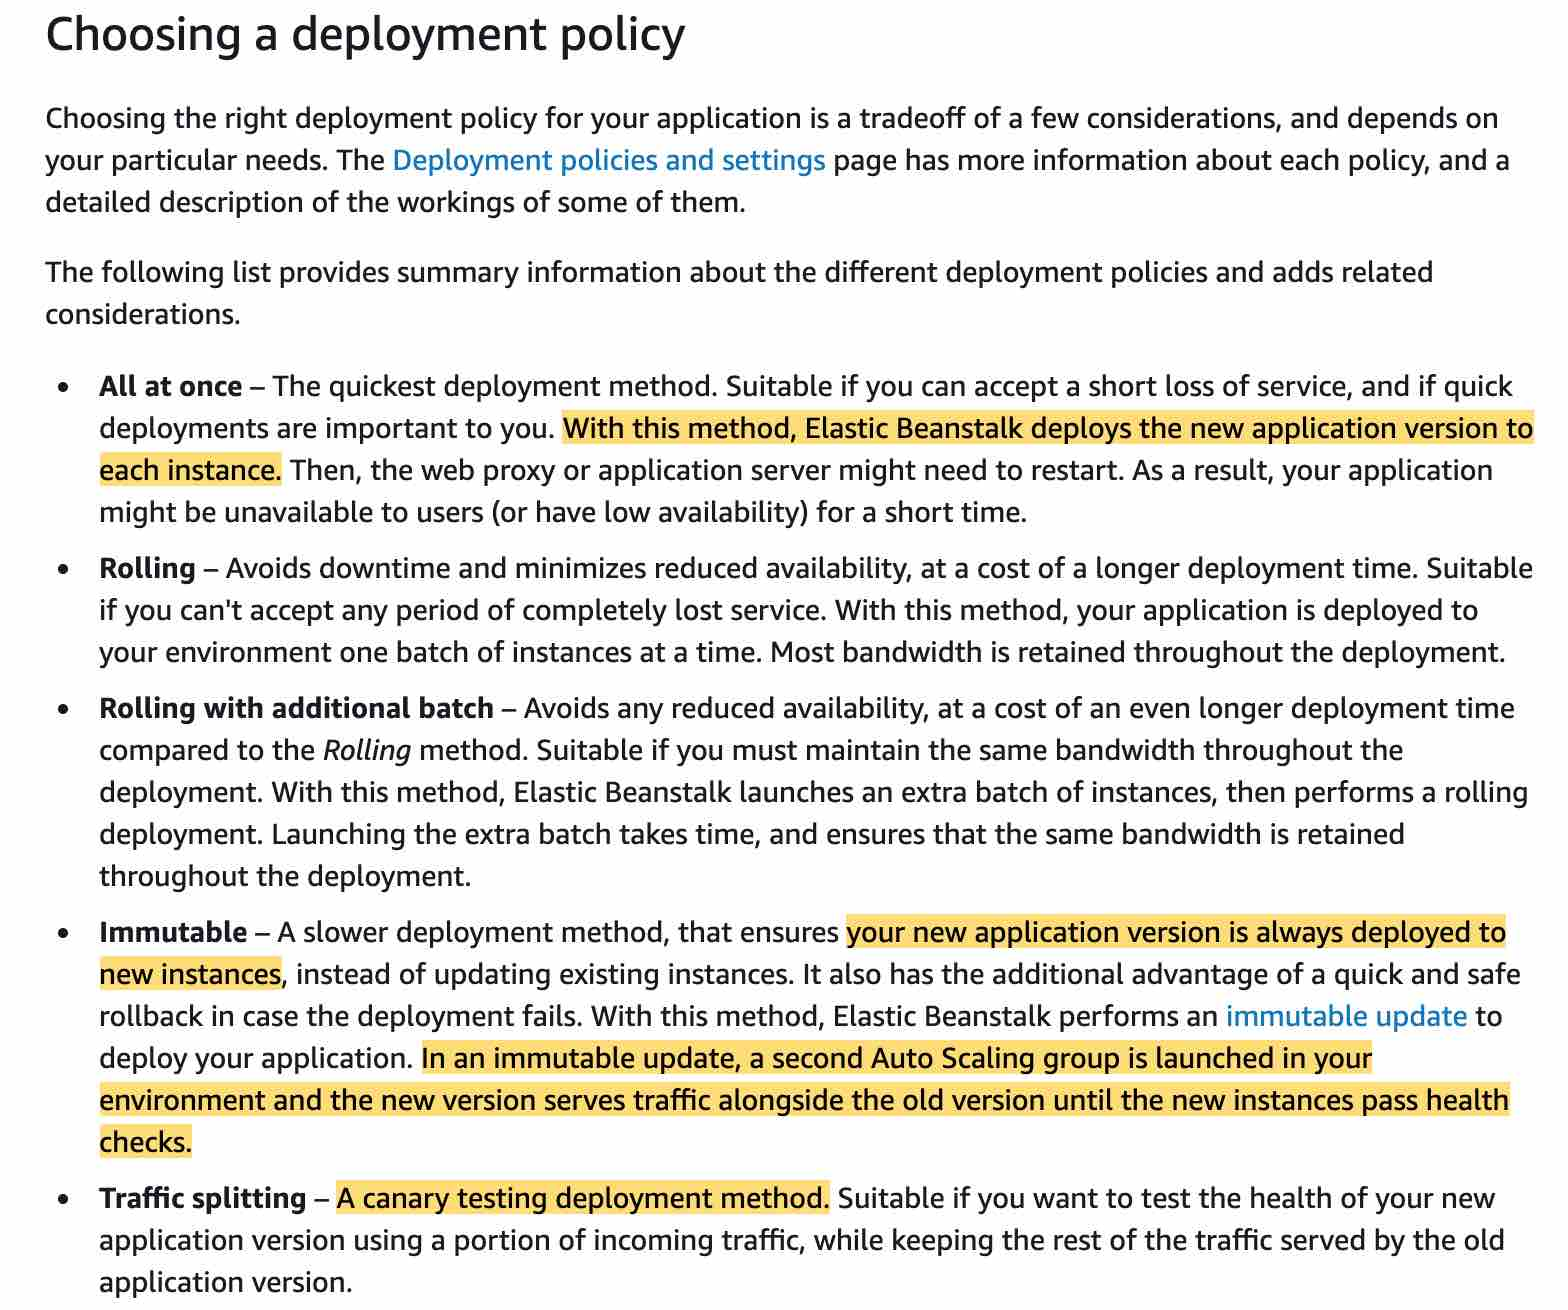 Choosing a deployment policy
Choosing the right deployment policy for your application is a tradeoff of a few considerations, and depends on
your particular needs. The Deployment policies and settings page has more information about each policy, and a
detailed description of the workings of some of them.
The following list provides summary information about the different deployment policies and adds related
considerations.
• All at once – The quickest deployment method. Suitable if you can accept a short loss of service, and if quick
deployments are important to you. With this method, Elastic Beanstalk deploys the new application version to
each instance. Then, the web proxy or application server might need to restart. As a result, your application
might be unavailable to users (or have low availability) for a short time.
• Rolling – Avoids downtime and minimizes reduced availability, at a cost of a longer deployment time. Suitable
if you can't accept any period of completely lost service. With this method, your application is deployed to
your environment one batch of instances at a time. Most bandwidth is retained throughout the deployment.
• Rolling with additional batch – Avoids any reduced availability, at a cost of an even longer deployment time
compared to the Rolling method. Suitable if you must maintain the same bandwidth throughout the
deployment. With this method, Elastic Beanstalk launches an extra batch of instances, then performs a rolling
deployment. Launching the extra batch takes time, and ensures that the same bandwidth is retained
throughout the deployment.
• Immutable – A slower deployment method, that ensures your new application version is always deployed to
new instances, instead of updating existing instances. It also has the additional advantage of a quick and safe
rollback in case the deployment fails. With this method, Elastic Beanstalk performs an immutable update to
deploy your application. In an immutable update, a second Auto Scaling group is launched in your
environment and the new version serves traffic alongside the old version until the new instances pass health
checks.
• Traffic splitting – A canary testing deployment method. Suitable if you want to test the health of your new
application version using a portion of incoming traffic, while keeping the rest of the traffic served by the old
application version.